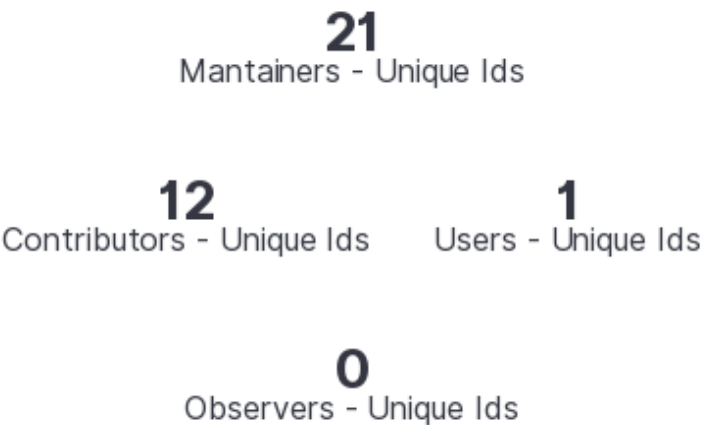 21
Mantainers - Unique Ids
12
Contributors - Unique Ids
1
Users - Unique Ids
0
Observers - Unique Ids